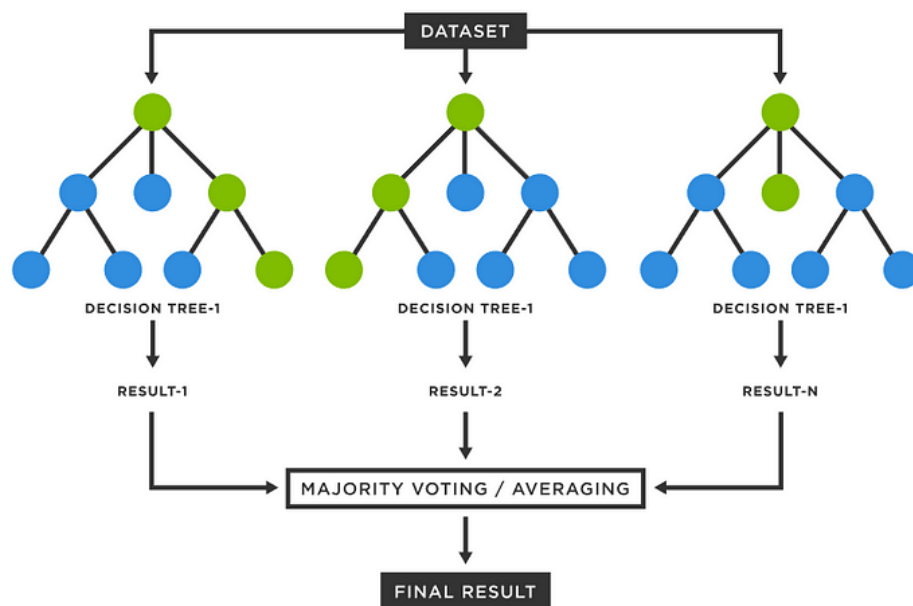 DATASET
DECISION TREE-1
DECISION TREE-1
DECISION TREE-1
RESULT-1
RESULT-2
RESULT-N
MAJORITY VOTING / AVERAGING
FINAL RESULT